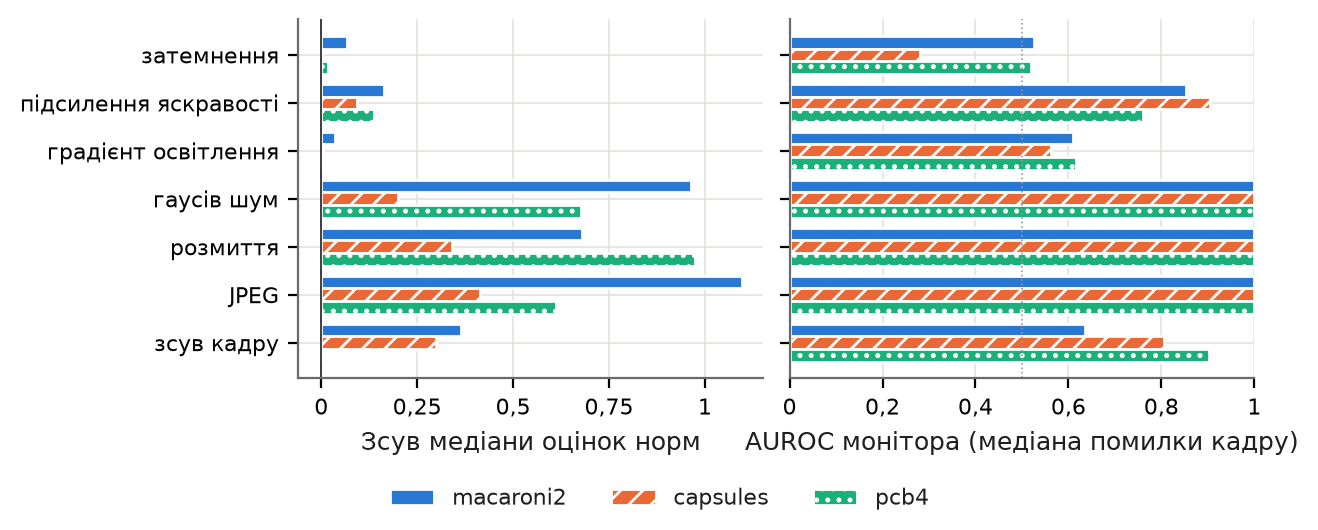 затемнення
підсилення яскравості
градієнт освітлення
гаусів шум
розмиття
JPEG
зсув кадру
0 0,25 0,5 0,75 1
Зсув медіани оцінок норм
0 0,2 0,4 0,6 0,8 1
AUROC монітора (медіана помилки кадру)
macaroni2 capsules pcb4